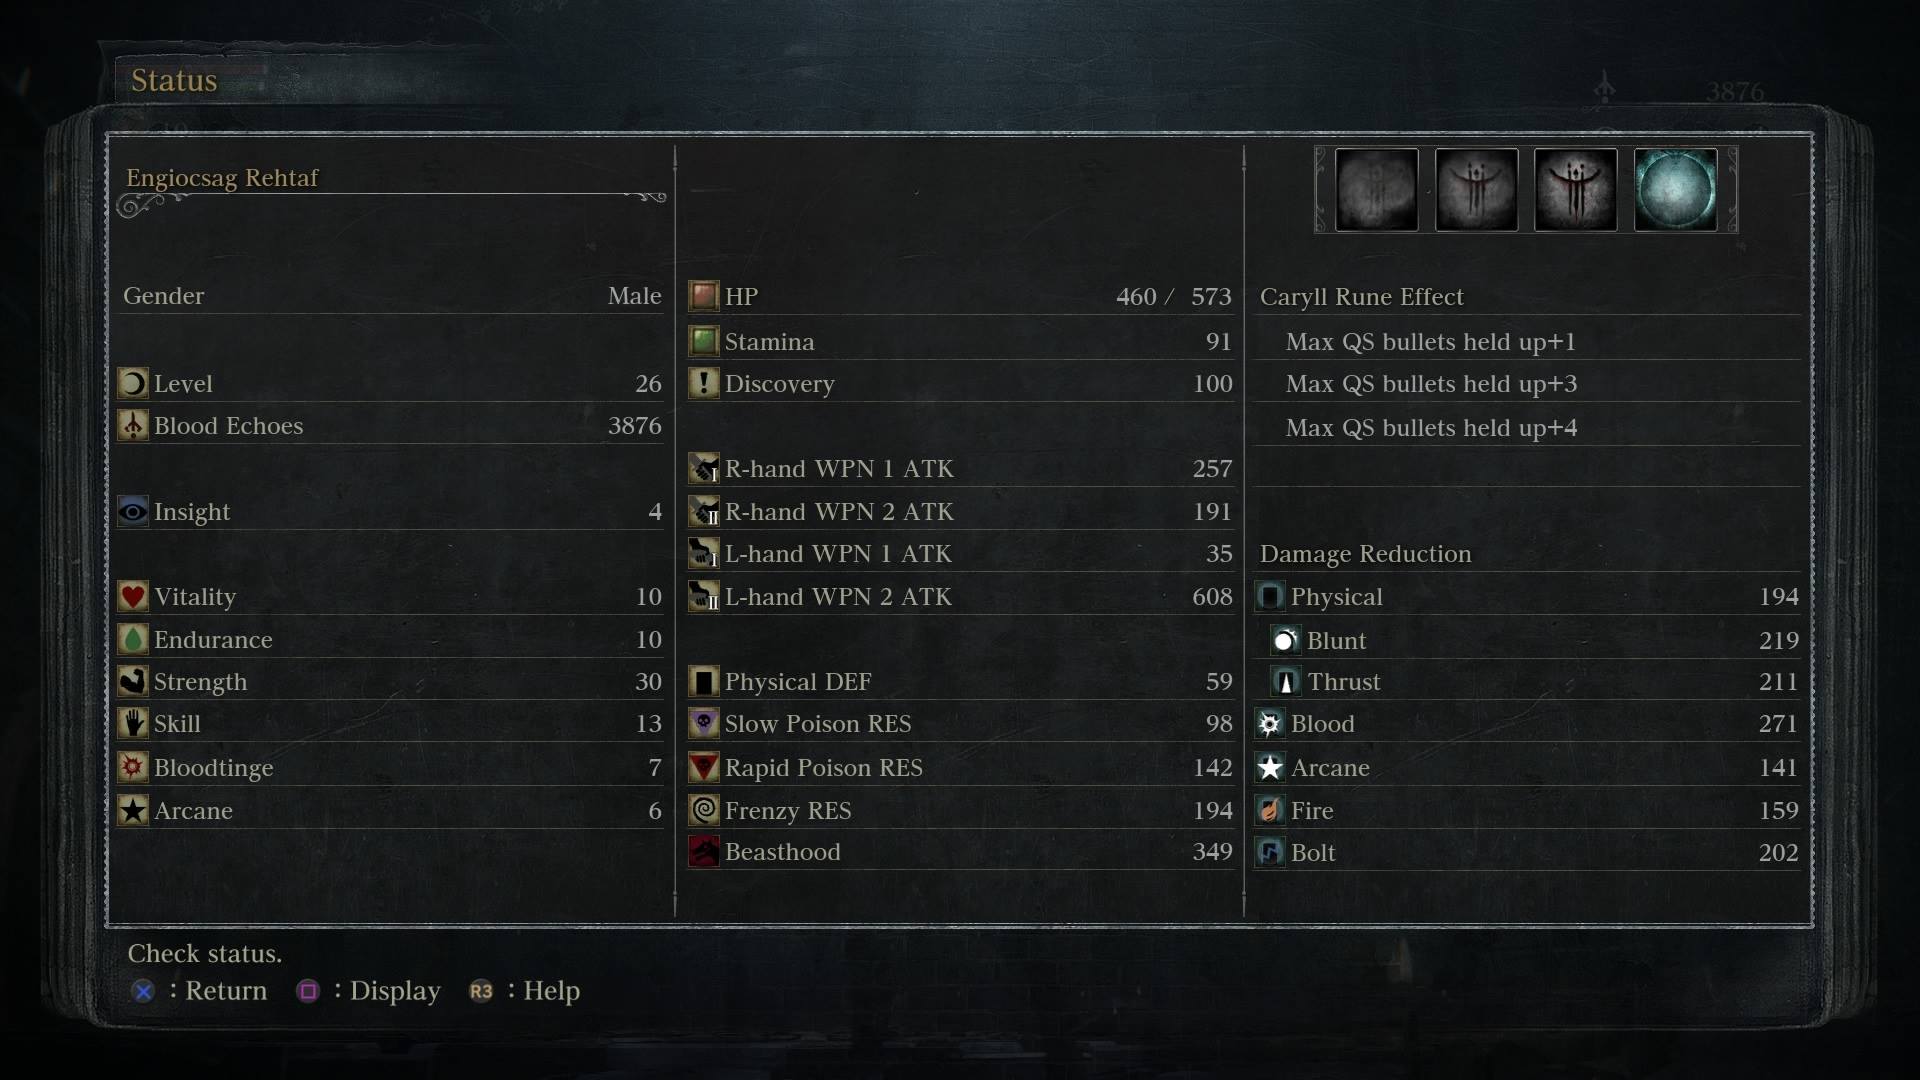 Status
3876
Engiocsag Rehtaf
Gender Male
Level 26
Blood Echoes 3876
Insight 4
Vitality 10
Endurance 10
Strength 30
Skill 13
Bloodtinge 7
Arcane 6
HP 460 / 573
Stamina 91
Discovery 100
I R-hand WPN 1 ATK 257
II R-hand WPN 2 ATK 191
I L-hand WPN 1 ATK 35
II L-hand WPN 2 ATK 608
Physical DEF 59
Slow Poison RES 98
Rapid Poison RES 142
Frenzy RES 194
Beasthood 349
Caryll Rune Effect
Max QS bullets held up+1
Max QS bullets held up+3
Max QS bullets held up+4
Damage Reduction
Physical 194
Blunt 219
Thrust 211
Blood 271
Arcane 141
Fire 159
Bolt 202
Check status.
: Return : Display R3 : Help